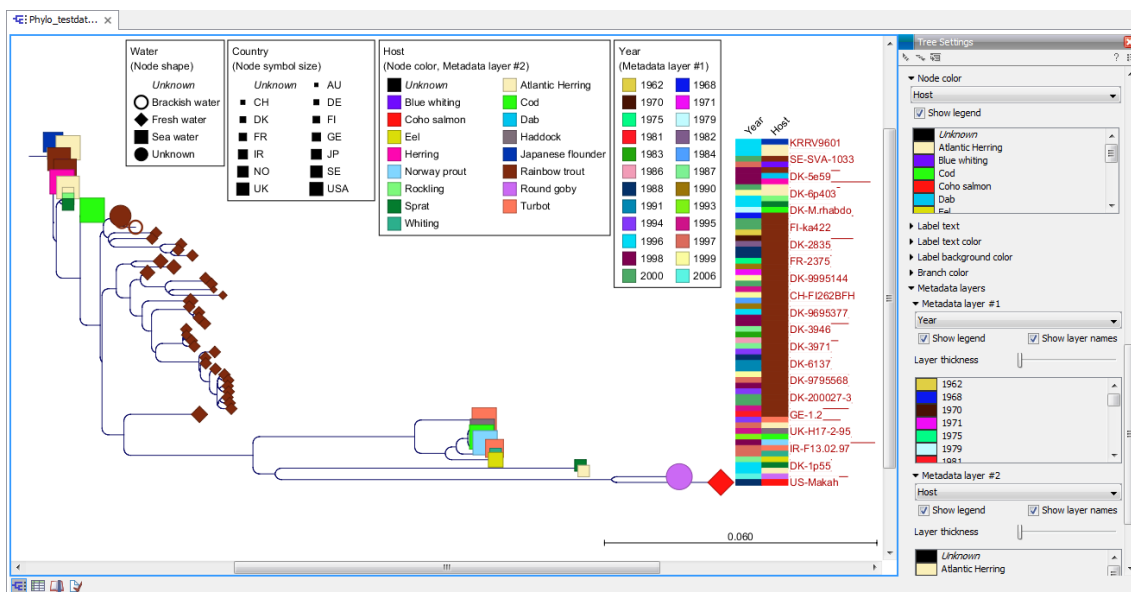 Phylo_testdat...
Tree Settings
Water
(Node shape)
Unknown
Brackish water
Fresh water
Sea water
Unknown
Country
(Node symbol size)
Unknown
AU
CH
DE
DK
FI
FR
GE
IR
JP
NO
SE
UK
USA
Host
(Node color, Metadata layer #2)
Unknown
Atlantic Herring
Blue whiting
Cod
Coho salmon
Dab
Eel
Haddock
Herring
Japanese flounder
Norway prout
Rainbow trout
Rockling
Round goby
Sprat
Turbot
Whiting
Year
(Metadata layer #1)
1962
1968
1970
1971
1975
1979
1981
1982
1983
1984
1986
1987
1988
1990
1991
1993
1994
1995
1996
1997
1998
1999
2000
2006
Year
Host
KRRV9601
SE-SVA-1033
DK-5e59
DK-6p403
DK-M.rhabdo
FI-ka422
DK-2835
FR-2375
DK-9995144
CH-FI262BFH
DK-9695377
DK-3946
DK-3971
DK-6137
DK-9795568
DK-200027-3
GE-1.2
UK-H17-2-95
IR-F13.02.97
DK-1p55
US-Makah
0.060
?
Node color
Host
Show legend
Unknown
Atlantic Herring
Blue whiting
Cod
Coho salmon
Dab
Eel
Label text
Label text color
Label background color
Branch color
Metadata layers
Metadata layer #1
Year
Show legend
Show layer names
Layer thickness
1962
1968
1970
1971
1975
1979
1981
Metadata layer #2
Host
Show legend
Show layer names
Layer thickness
Unknown
Atlantic Herring